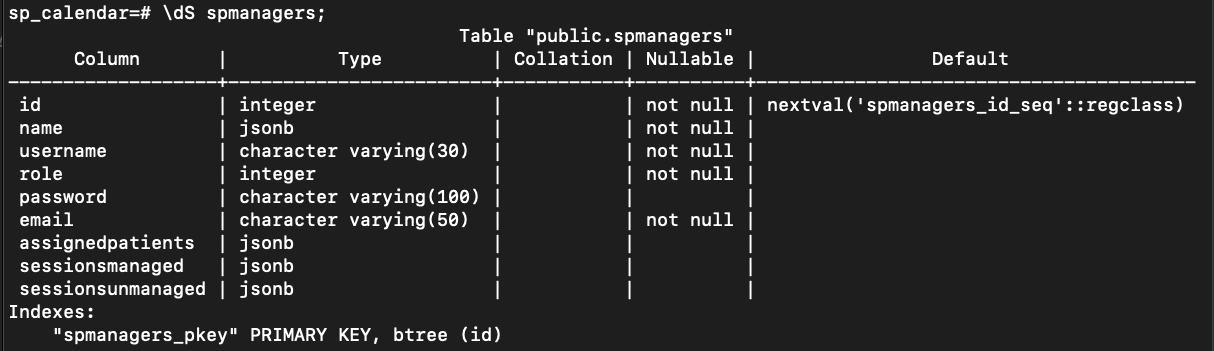 sp_calendar=# \dS spmanagers;
                                         Table "public.spmanagers"
      Column       |          Type          | Collation | Nullable |                Default
-------------------+------------------------+-----------+----------+----------------------------------------
 id                | integer                |           | not null | nextval('spmanagers_id_seq'::regclass)
 name              | jsonb                  |           | not null |
 username          | character varying(30)  |           | not null |
 role              | integer                |           | not null |
 password          | character varying(100) |           |          |
 email             | character varying(50)  |           | not null |
 assignedpatients  | jsonb                  |           |          |
 sessionsmanaged   | jsonb                  |           |          |
 sessionsunmanaged | jsonb                  |           |          |
Indexes:
    "spmanagers_pkey" PRIMARY KEY, btree (id)